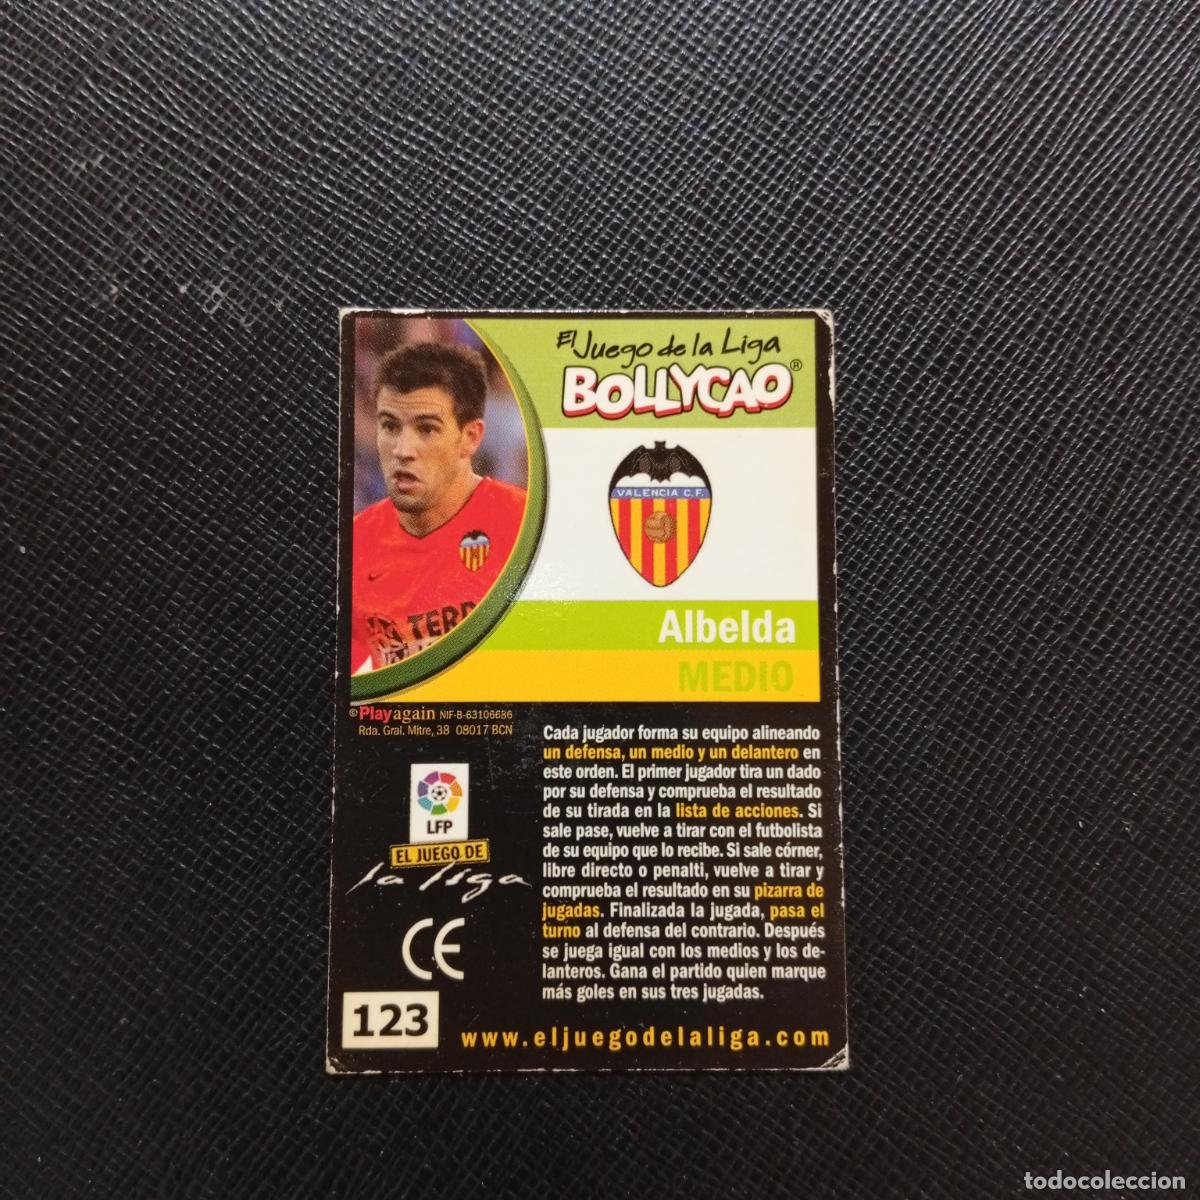 El Juego de la Liga
BOLLYCAO®
VALENCIA C.F.
TERR
Albelda
MEDIO
© Playagain NIF-B-63106686
Rda. Gral. Mitre, 38 08017 BCN
Cada jugador forma su equipo alineando
un defensa, un medio y un delantero en
este orden. El primer jugador tira un dado
por su defensa y comprueba el resultado
de su tirada en la lista de acciones. Si
sale pase, vuelve a tirar con el futbolista
de su equipo que lo recibe. Si sale córner,
libre directo o penalti, vuelve a tirar y
comprueba el resultado en su pizarra de
jugadas. Finalizada la jugada, pasa el
turno al defensa del contrario. Después
se juega igual con los medios y los de-
lanteros. Gana el partido quien marque
más goles en sus tres jugadas.
LFP
EL JUEGO DE
la liga
CE
123
www.eljuegodelaliga.com
todocoleccion